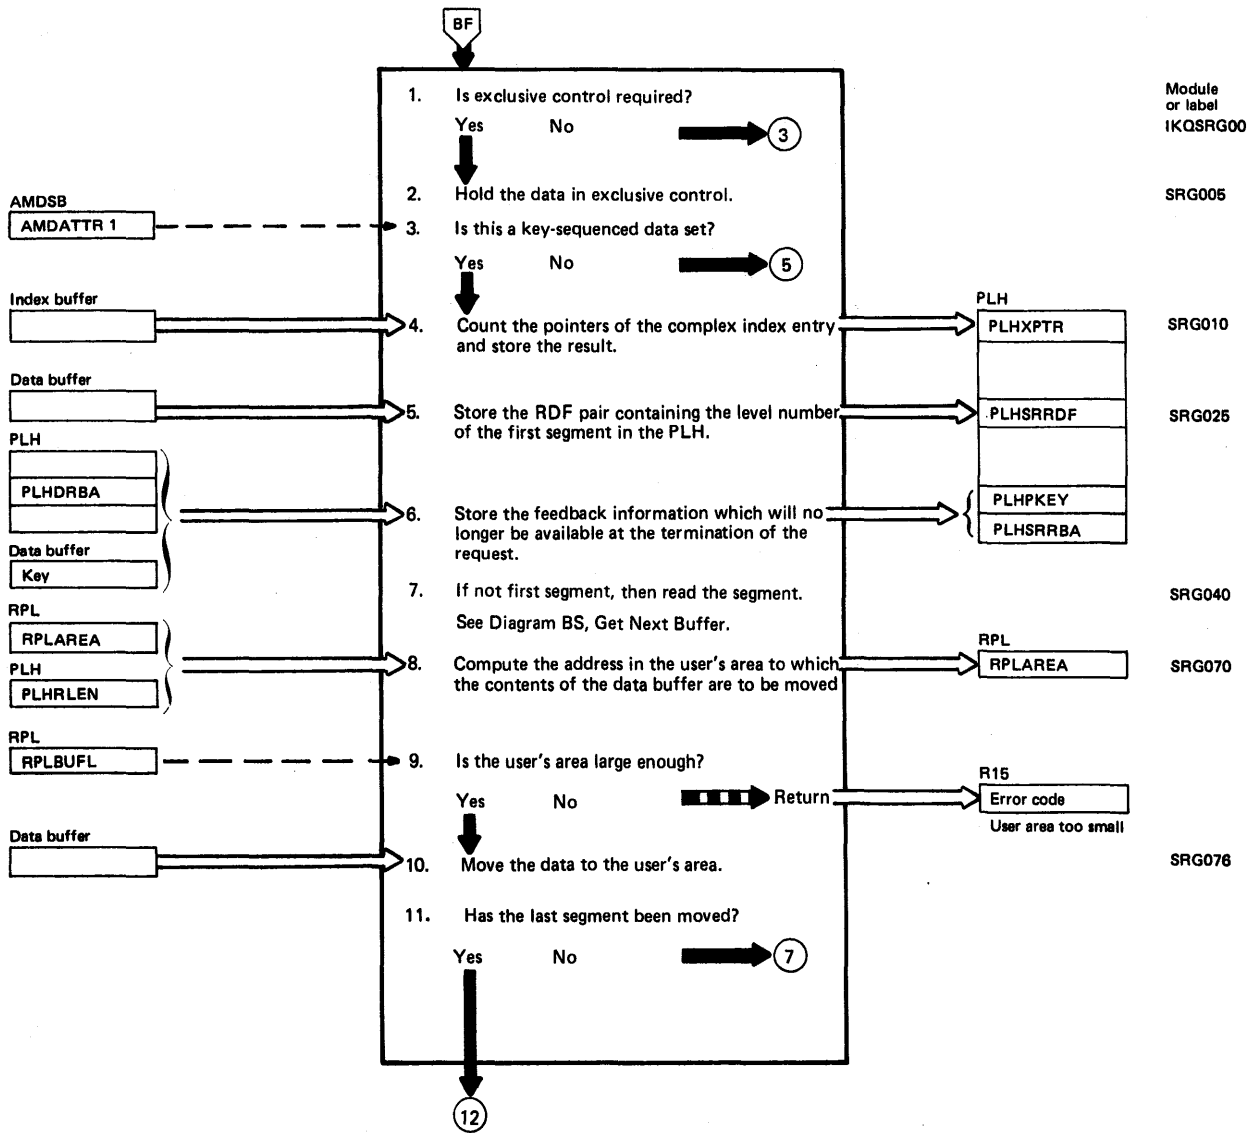 BF
1. Is exclusive control required?
Yes No 3
Module
or label
IKQSRG00
2. Hold the data in exclusive control.
SRG005
AMDSB
AMDATTR 1
3. Is this a key-sequenced data set?
Yes No 5
Index buffer
4. Count the pointers of the complex index entry
and store the result.
PLH
PLHXPTR
SRG010
Data buffer
5. Store the RDF pair containing the level number
of the first segment in the PLH.
PLHSRRDF
SRG025
PLH
PLHDRBA
Data buffer
Key
6. Store the feedback information which will no
longer be available at the termination of the
request.
PLHPKEY
PLHSRRBA
7. If not first segment, then read the segment.
See Diagram BS, Get Next Buffer.
SRG040
RPL
RPLAREA
PLH
PLHRLEN
8. Compute the address in the user's area to which
the contents of the data buffer are to be moved
RPL
RPLAREA
SRG070
RPL
RPLBUFL
9. Is the user's area large enough?
Yes No Return
R15
Error code
User area too small
Data buffer
10. Move the data to the user's area.
SRG076
11. Has the last segment been moved?
Yes No 7
12